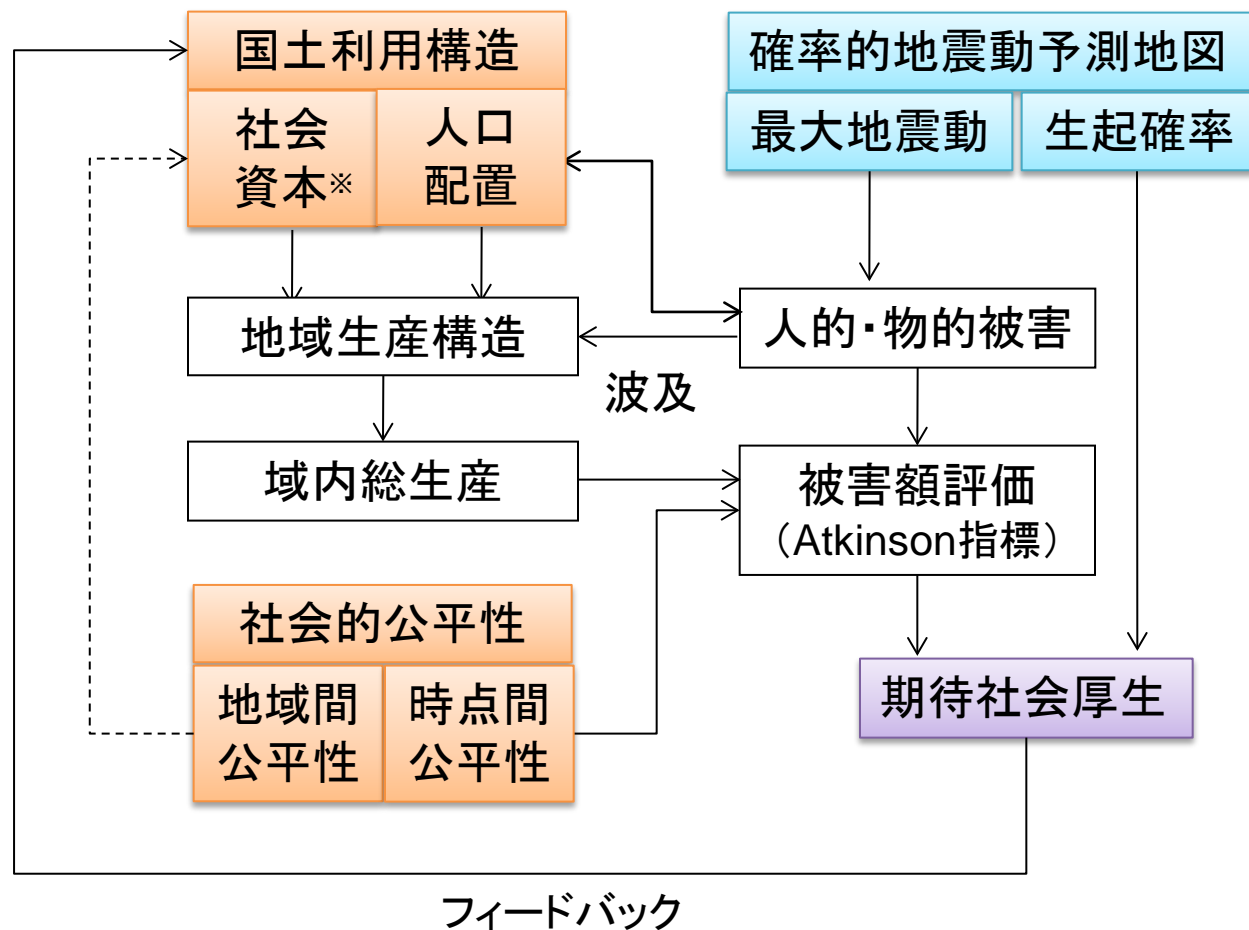 国土利用構造
社会
資本※
人口
配置
確率的地震動予測地図
最大地震動
生起確率
地域生産構造
人的・物的被害
波及
域内総生産
被害額評価
（Atkinson指標）
社会的公平性
地域間
公平性
時点間
公平性
期待社会厚生
フィードバック